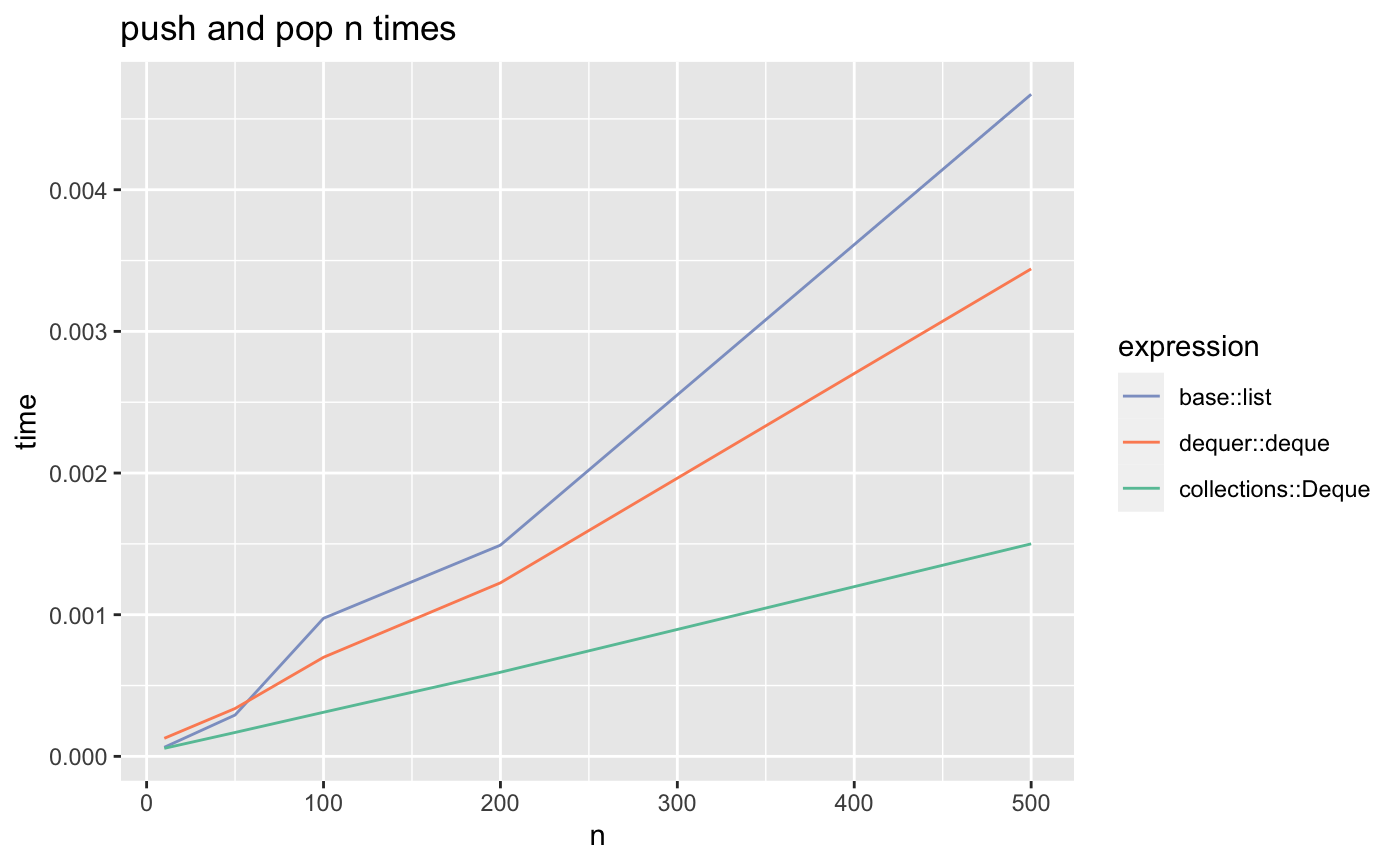 push and pop n times
0.004
0.003
0.002
0.001
0.000
time
0
100
200
300
400
500
n
expression
base::list
dequer::deque
collections::Deque